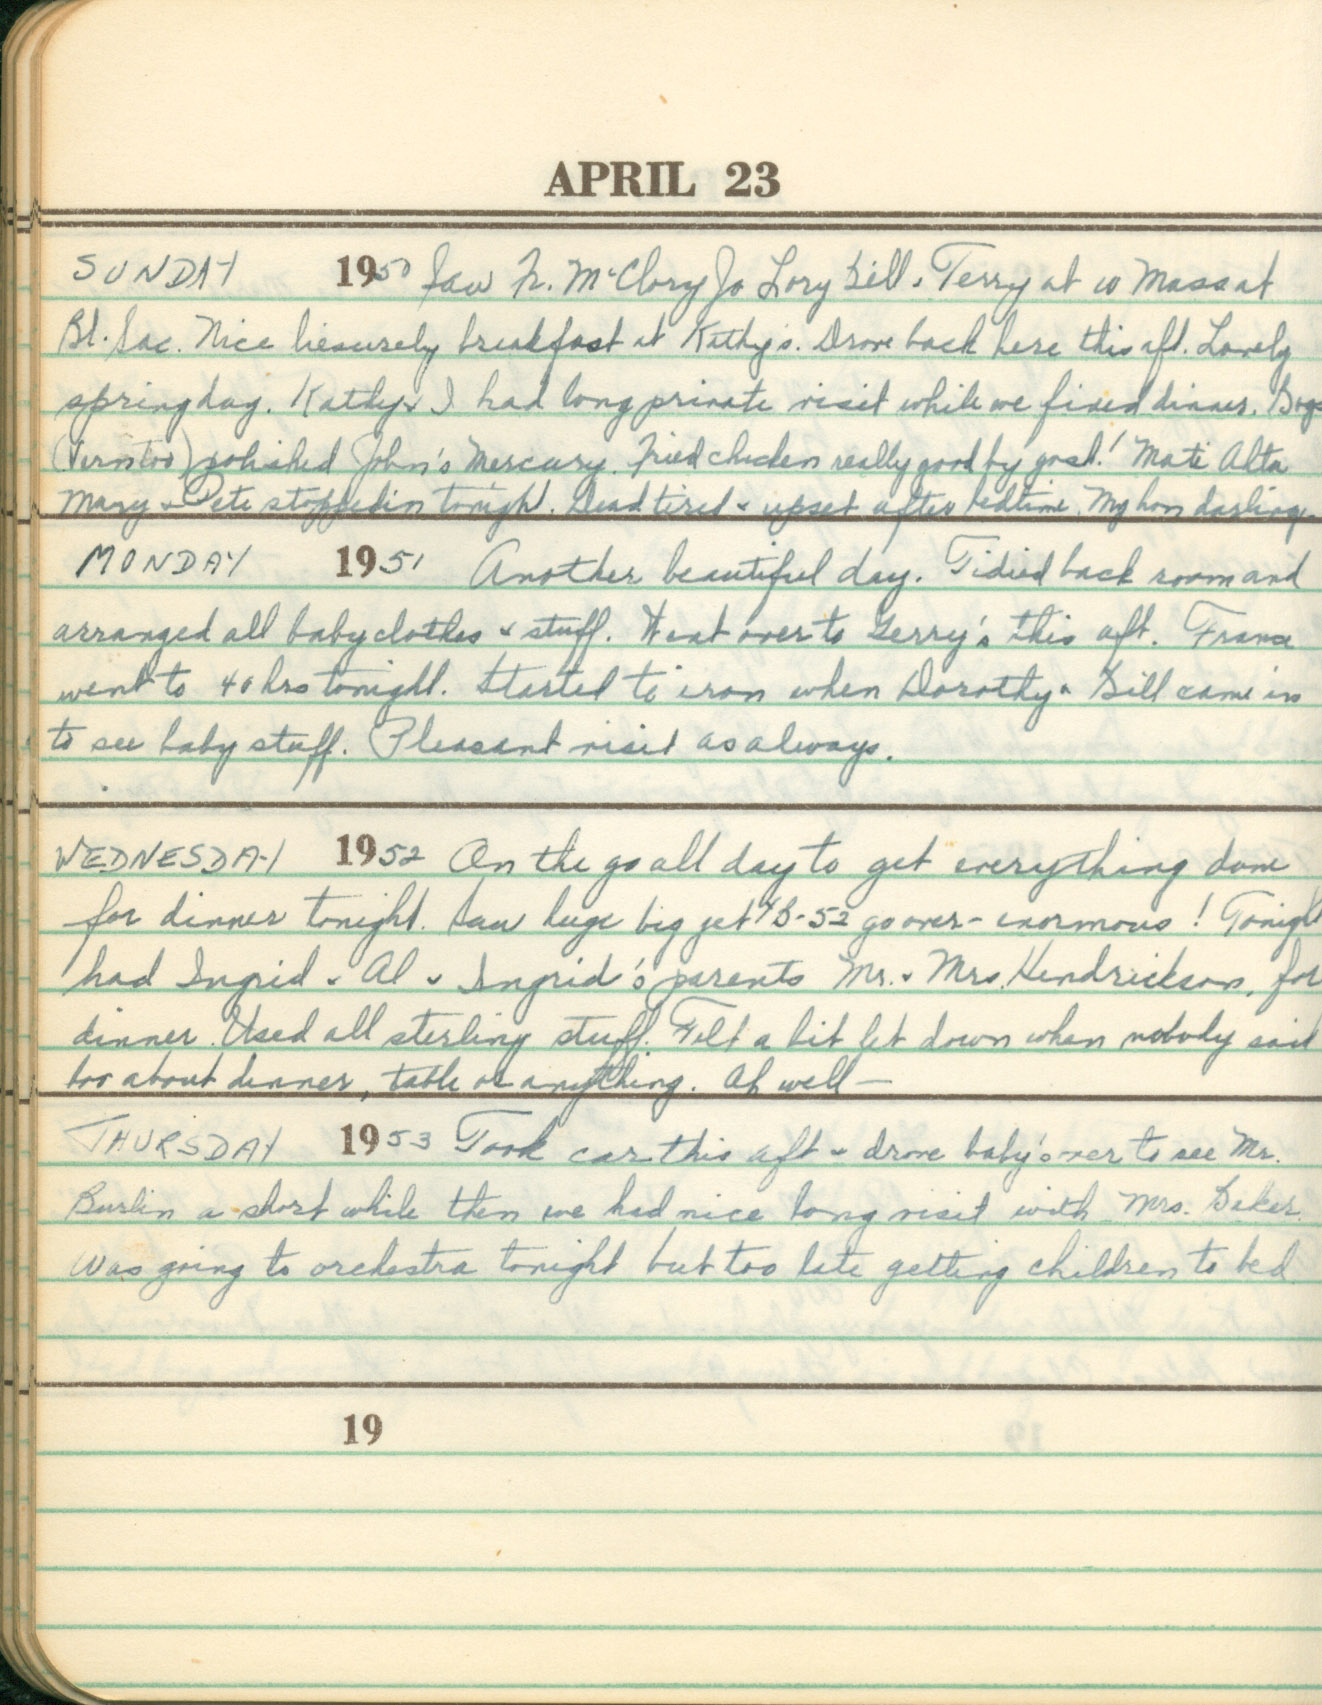 APRIL 23
SUNDAY 1950 Saw Fr. McClory Jo Lory Bill & Terry at 10 Mass at
Bl. Sac. Nice liesurely breakfast at Kathy's. Drove back here this aft. Lovely
spring day. Kathy & I had long private visit while we fixed dinner. Boys
polished John's Mercury. Fried chicken really good by gosh! Alta
Mary & Pete stopped in tonight. Dead tired & upset after bedtime. My hon darling.
MONDAY 1951 Another beautiful day. Tidied back room and
arranged all baby clothes & stuff. Went over to Gerry's this aft. France
went to 40 hrs tonight. Started to iron when Dorothy & Bill came in
to see baby stuff. Pleasant visit as always.
WEDNESDAY 1952 On the go all day to get everything done
for dinner tonight. Saw huge big jet YB-52 go over - enormous! Tonight
had Ingrid & Al & Ingrid's parents Mr. & Mrs. Hendrickson, for
dinner. Used all sterling stuff. Felt a bit let down when nobody said
boo about dinner, table or anything. Ah well —
THURSDAY 1953 Took car this aft & drove baby's over to see Mr.
Burlin a short while then we had nice long visit with Mrs. Baker.
Was going to orchestra tonight but too late getting children to bed
19